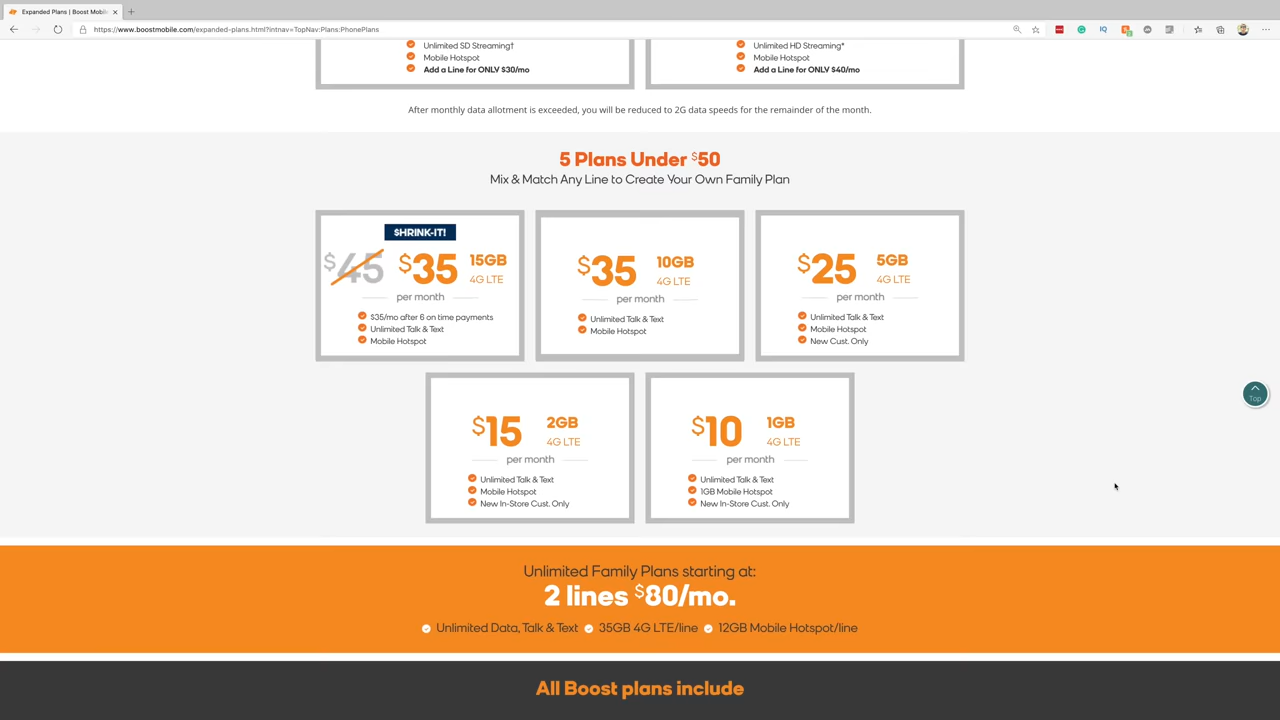 Expanded Plans | Boost Mobil
https://www.boostmobile.com/expanded-plans.html?intnav=TopNav:Plans:PhonePlans
Unlimited SD Streaming†
Mobile Hotspot
Add a Line for ONLY $30/mo
Unlimited HD Streaming*
Mobile Hotspot
Add a Line for ONLY $40/mo
After monthly data allotment is exceeded, you will be reduced to 2G data speeds for the remainder of the month.
5 Plans Under $50
Mix & Match Any Line to Create Your Own Family Plan
$HRINK-IT!
$45 $35 15GB
4G LTE
per month
$35/mo after 6 on time payments
Unlimited Talk & Text
Mobile Hotspot
$35 10GB
4G LTE
per month
Unlimited Talk & Text
Mobile Hotspot
$25 5GB
4G LTE
per month
Unlimited Talk & Text
Mobile Hotspot
New Cust. Only
$15 2GB
4G LTE
per month
Unlimited Talk & Text
Mobile Hotspot
New In-Store Cust. Only
$10 1GB
4G LTE
per month
Unlimited Talk & Text
1GB Mobile Hotspot
New In-Store Cust. Only
Top
Unlimited Family Plans starting at:
2 lines $80/mo.
Unlimited Data, Talk & Text 35GB 4G LTE/line 12GB Mobile Hotspot/line
All Boost plans include